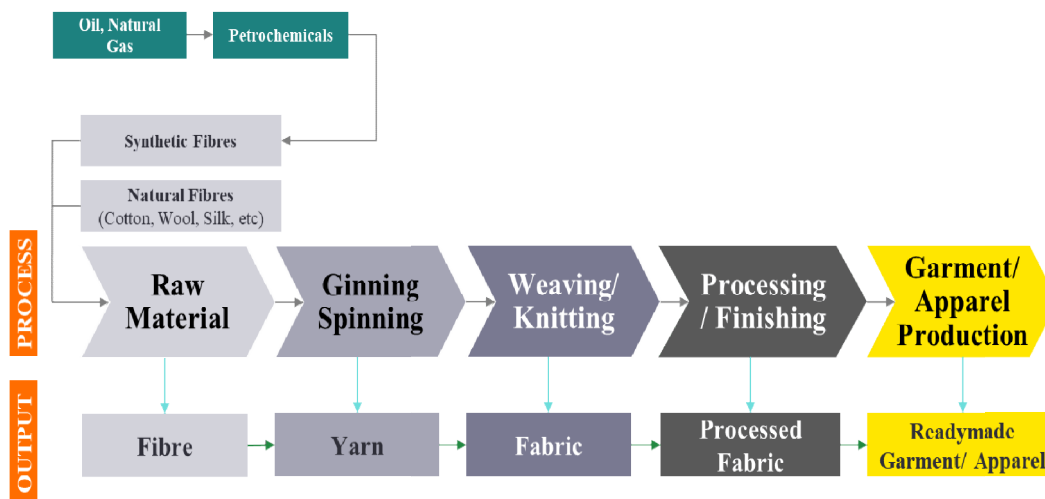 Oil, Natural
Gas
Petrochemicals
Synthetic Fibres
Natural Fibres
(Cotton, Wool, Silk, etc)
PROCESS
Raw
Material
Ginning
Spinning
Weaving/
Knitting
Processing
/ Finishing
Garment/
Apparel
Production
OUTPUT
Fibre
Yarn
Fabric
Processed
Fabric
Readymade
Garment/ Apparel